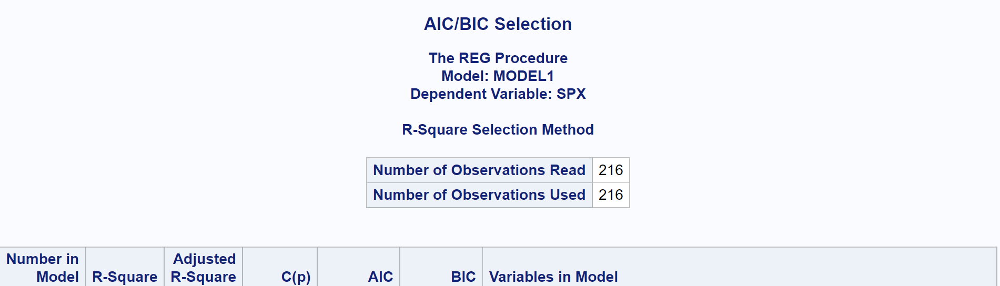 AIC/BIC Selection
The REG Procedure
Model: MODEL1
Dependent Variable: SPX
R-Square Selection Method
Number of Observations Read 216
Number of Observations Used 216
Number in Model R-Square Adjusted R-Square C(p) AIC BIC Variables in Model